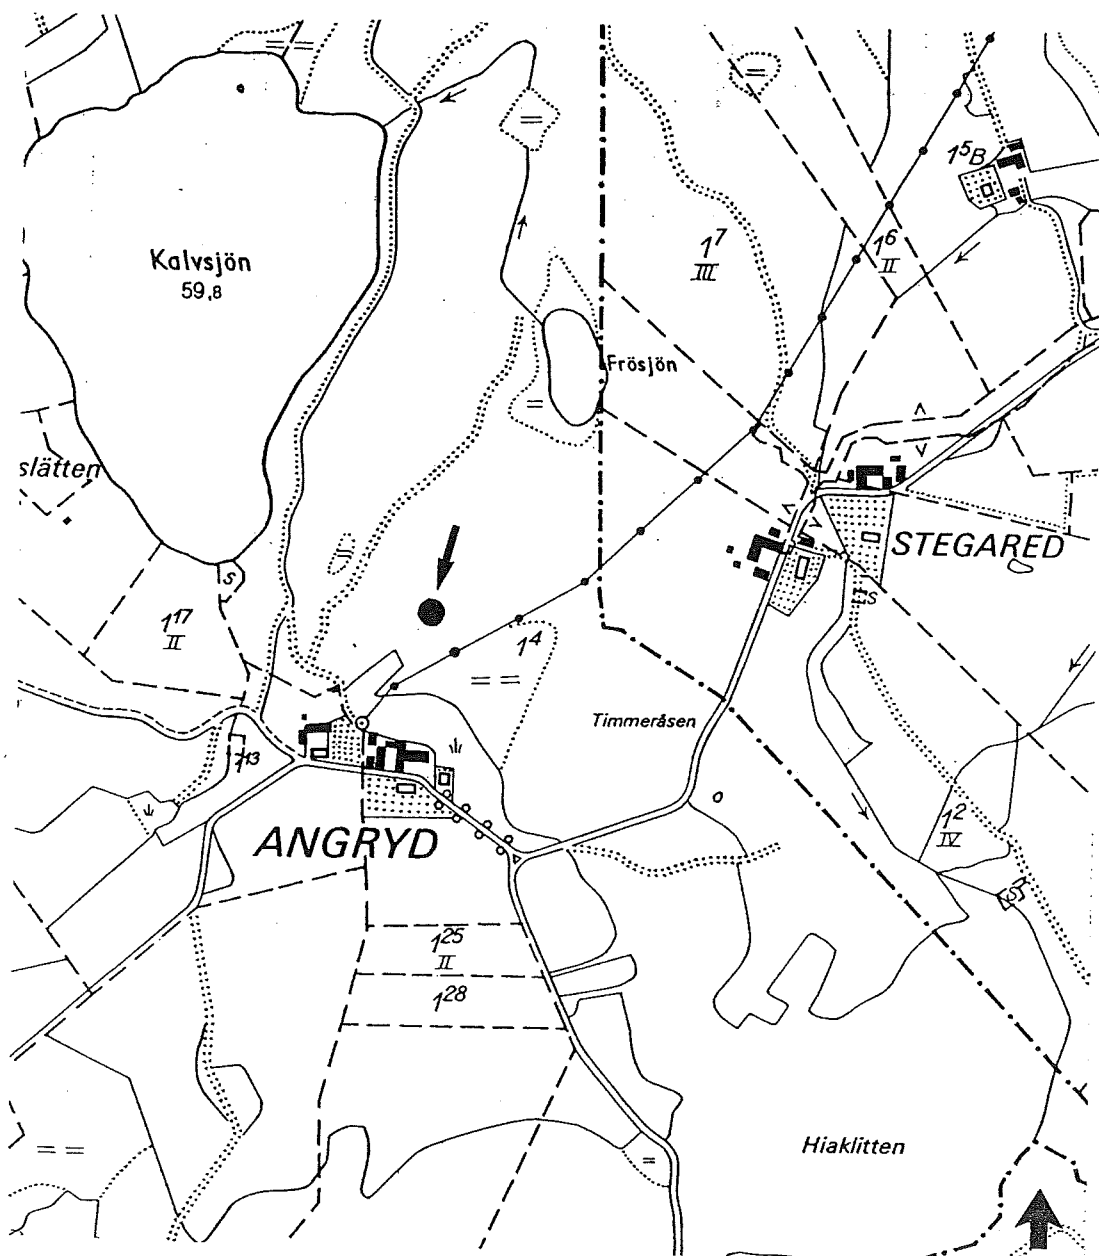 Kalvsjön
59,8
1⁵B
1⁷
III
1⁶
II
Frösjön
slätten
STEGARED
S
S
1¹⁷
II
1⁴
Timmeråsen
7¹³
ANGRYD
1²
IV
S
1²⁵
II
1²⁸
Hiaklitten